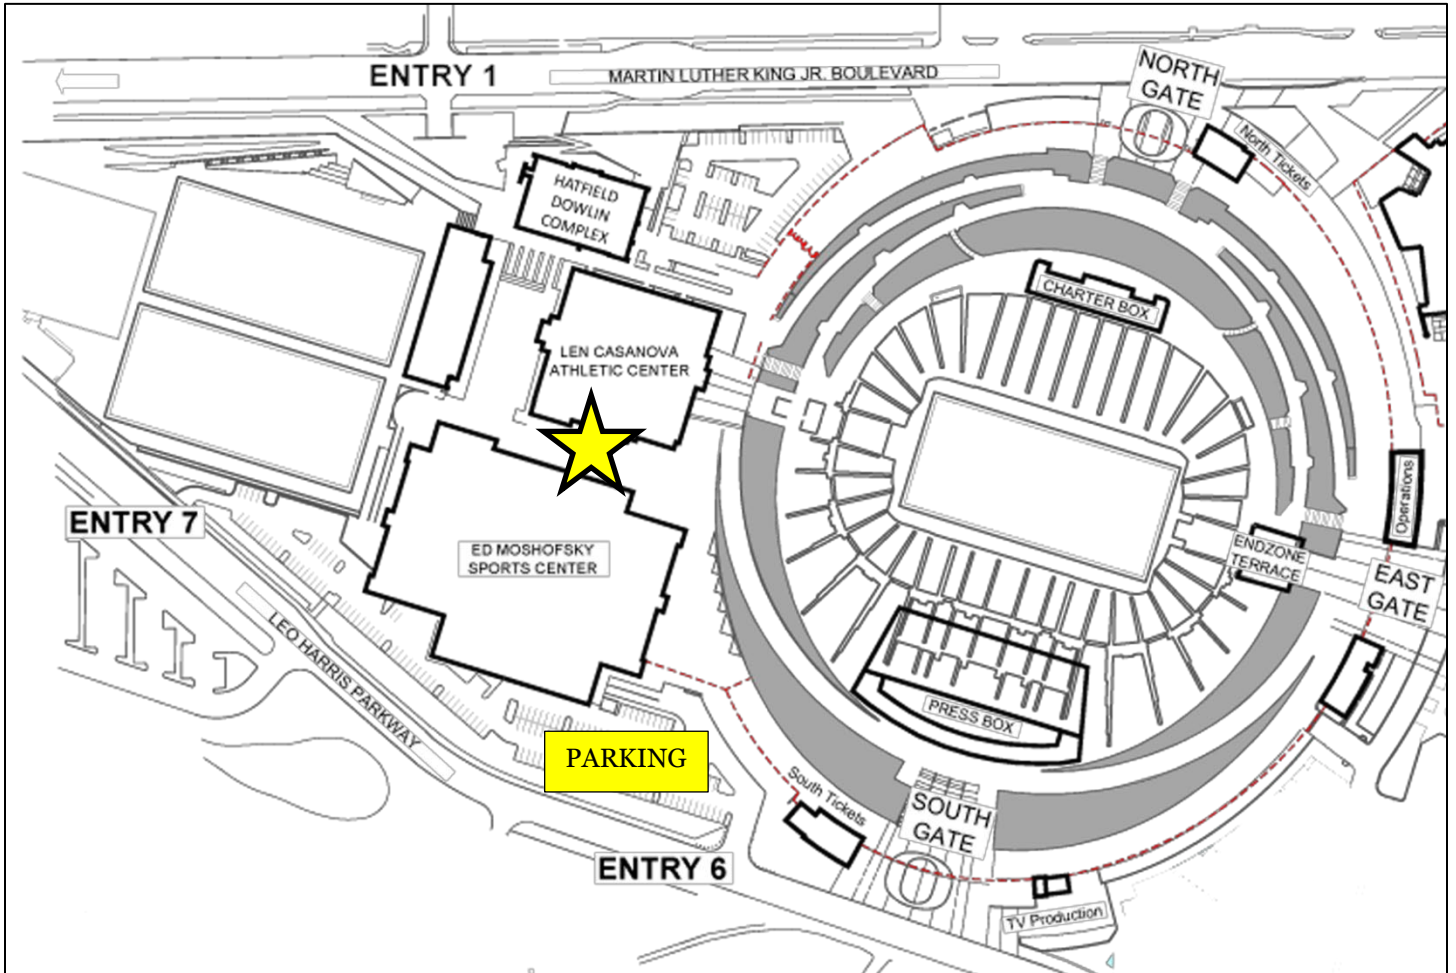 ENTRY 1
MARTIN LUTHER KING JR. BOULEVARD
NORTH
GATE
O
North Tickets
HATFIELD
DOWLIN
COMPLEX
CHARTER BOX
LEN CASANOVA
ATHLETIC CENTER
Operations
ENTRY 7
ED MOSHOFSKY
SPORTS CENTER
ENDZONE
TERRACE
EAST
GATE
LEO HARRIS PARKWAY
PRESS BOX
PARKING
South Tickets
SOUTH
GATE
ENTRY 6
O
TV Production